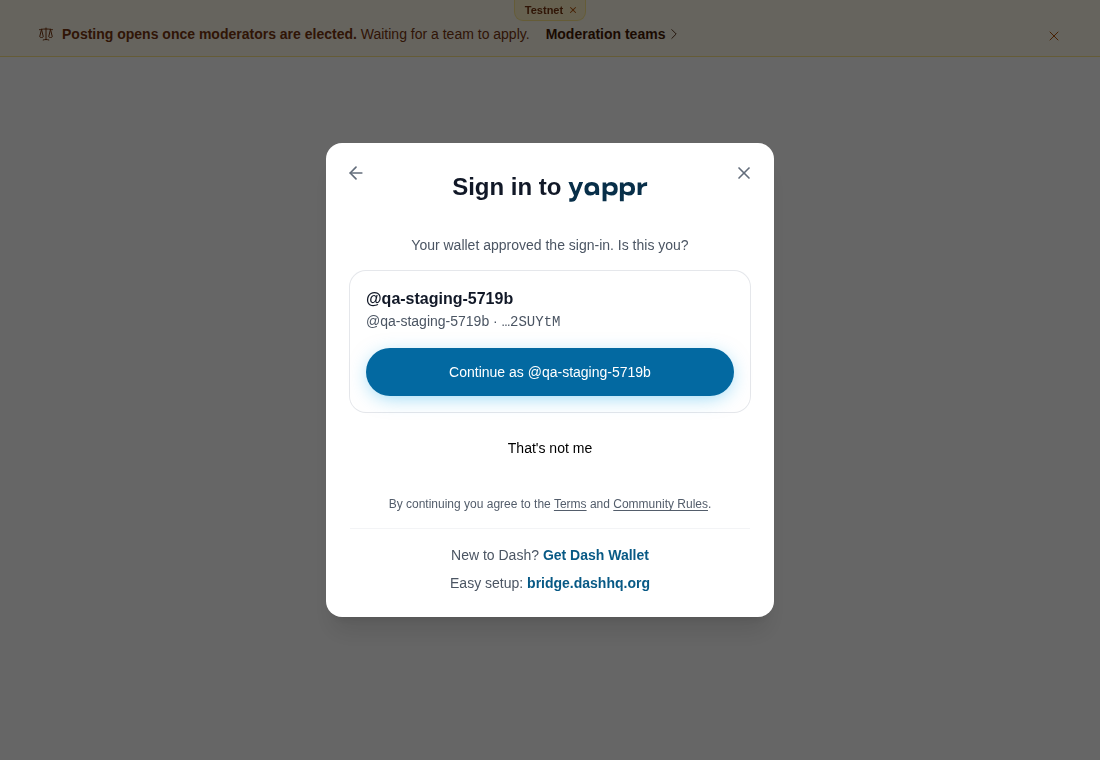 Testnet
Posting opens once moderators are elected. Waiting for a team to apply. Moderation teams
Sign in to yappr
Your wallet approved the sign-in. Is this you?
@qa-staging-5719b
@qa-staging-5719b · …2SUYtM
Continue as @qa-staging-5719b
That's not me
By continuing you agree to the Terms and Community Rules.
New to Dash? Get Dash Wallet
Easy setup: bridge.dashhq.org